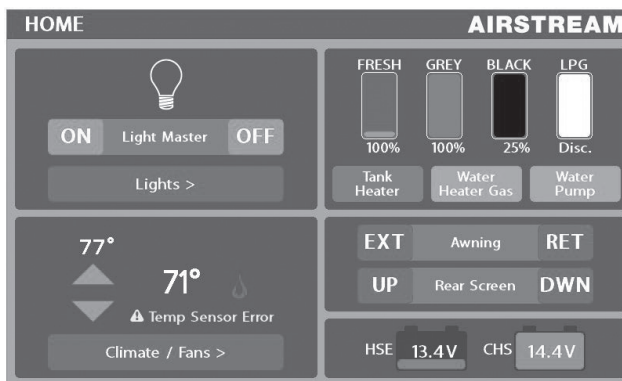 HOME
AIRSTREAM
ON Light Master OFF
Lights >
FRESH GREY BLACK LPG
100% 100% 25% Disc.
Tank Heater
Water Heater Gas
Water Pump
77°
71°
Temp Sensor Error
Climate / Fans >
EXT Awning RET
UP Rear Screen DWN
HSE 13.4V CHS 14.4V